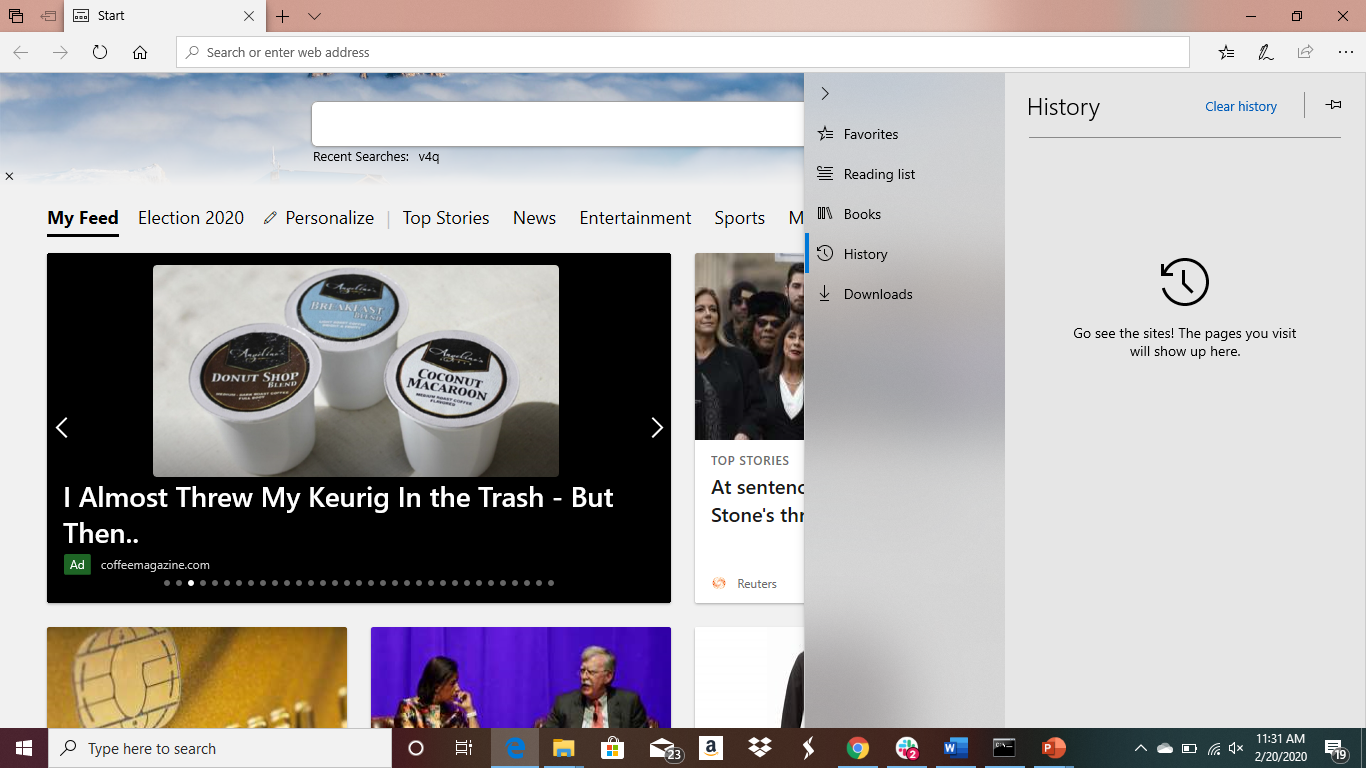 Start
Search or enter web address
Recent Searches: v4q
My Feed
Election 2020
Personalize
Top Stories
News
Entertainment
Sports
M
Angelino's
BREAKFAST
BLEND
Angelino's
DONUT SHOP
BLEND
Angelino's
COCONUT
MACAROON
I Almost Threw My Keurig In the Trash - But
Then..
Ad
coffeemagazine.com
TOP STORIES
At sentenc
Stone's thr
Reuters
Favorites
Reading list
Books
History
Downloads
History
Clear history
Go see the sites! The pages you visit
will show up here.
Type here to search
23
2
11:31 AM
2/20/2020
19